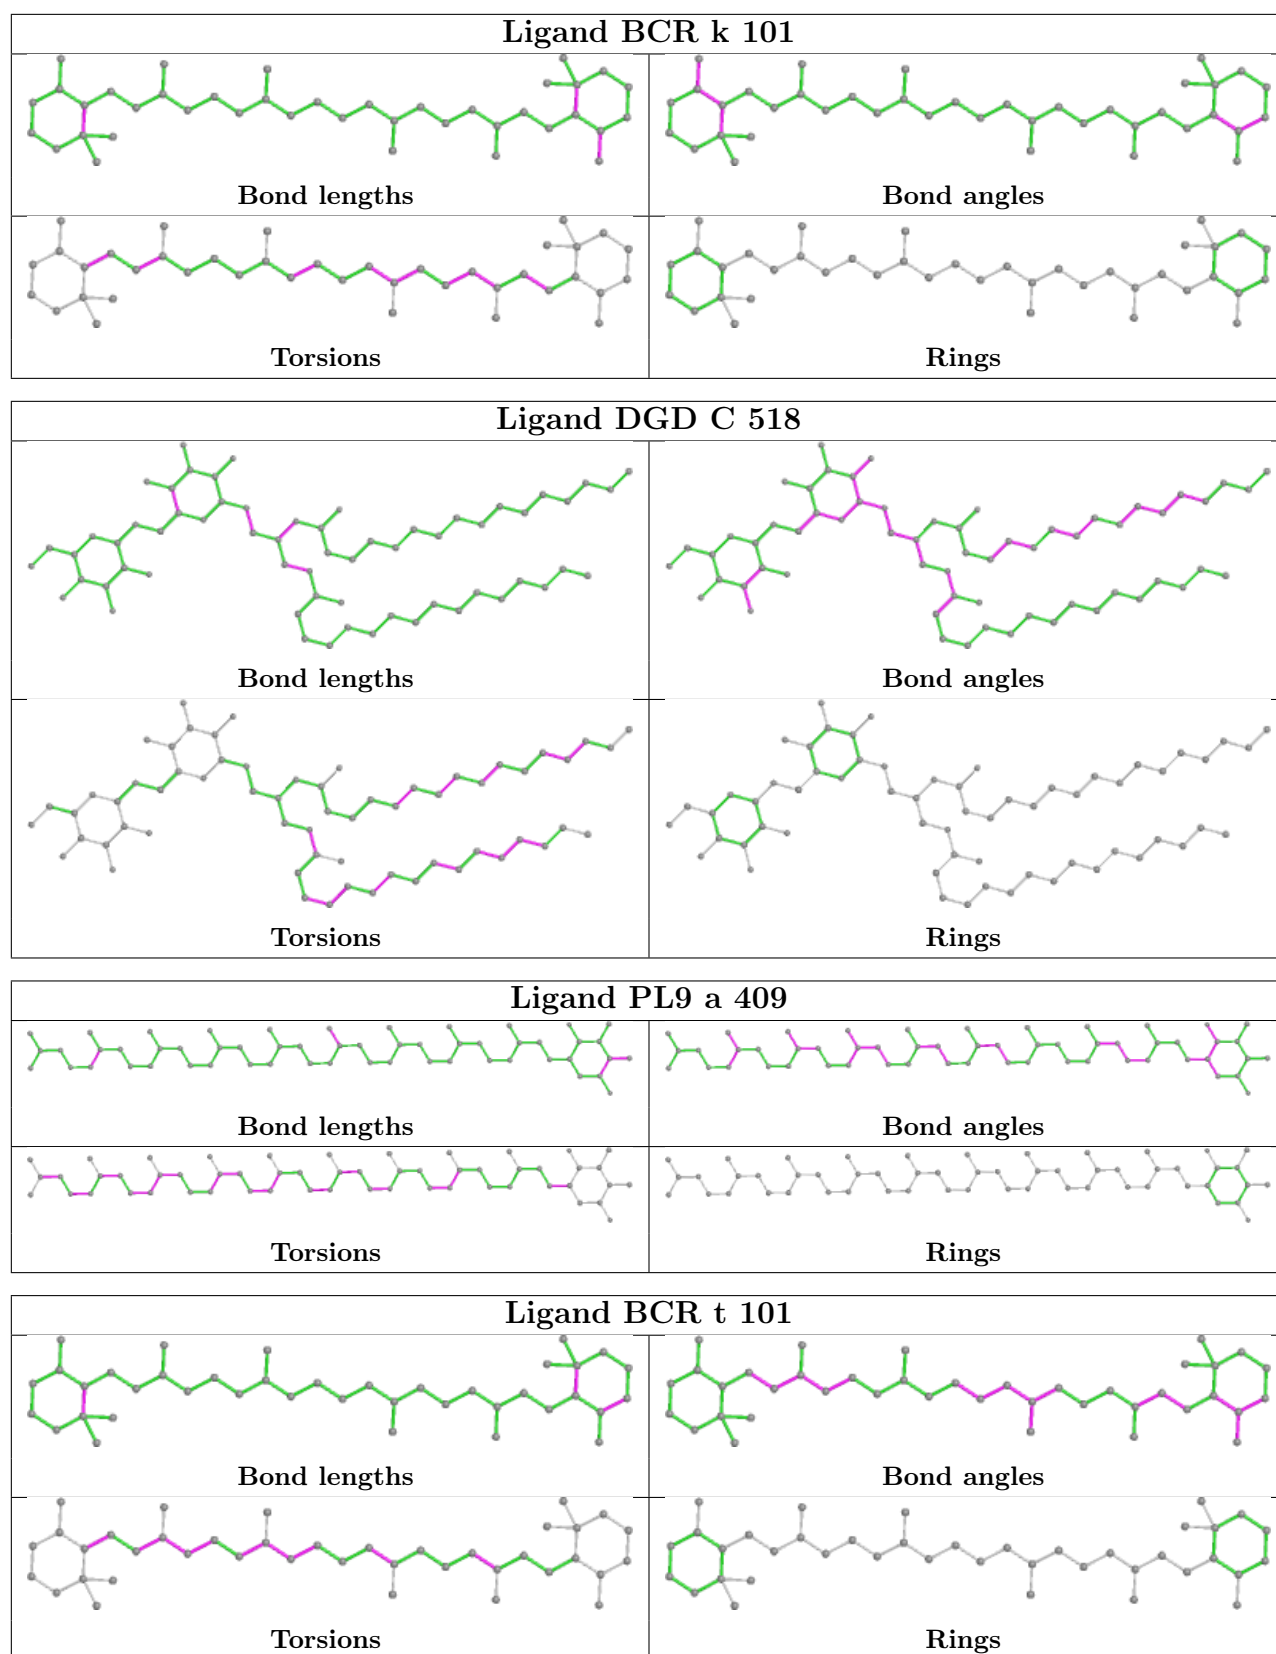 Ligand BCR k 101
Bond lengths
Bond angles
Torsions
Rings
Ligand DGD C 518
Bond lengths
Bond angles
Torsions
Rings
Ligand PL9 a 409
Bond lengths
Bond angles
Torsions
Rings
Ligand BCR t 101
Bond lengths
Bond angles
Torsions
Rings